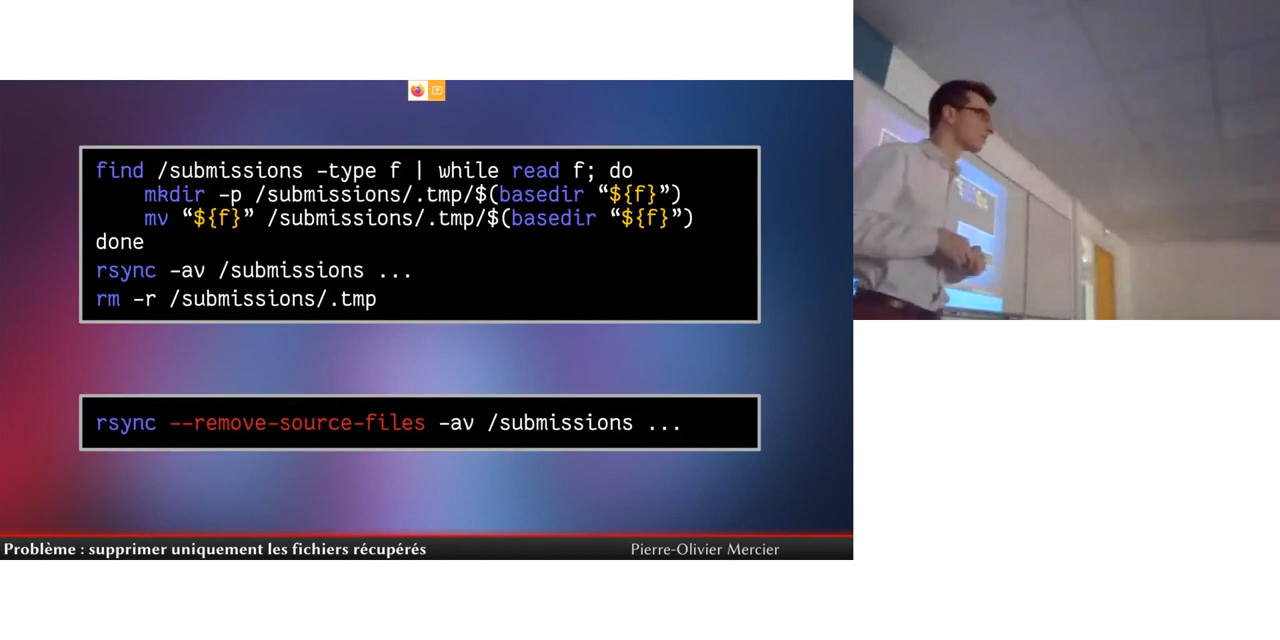 find /submissions -type f | while read f; do
mkdir -p /submissions/.tmp/$(basedir “${f}”)
mv “${f}” /submissions/.tmp/$(basedir “${f}”)
done
rsync -av /submissions ...
rm -r /submissions/.tmp
rsync --remove-source-files -av /submissions ...
Problème : supprimer uniquement les fichiers récupérés
Pierre-Olivier Mercier